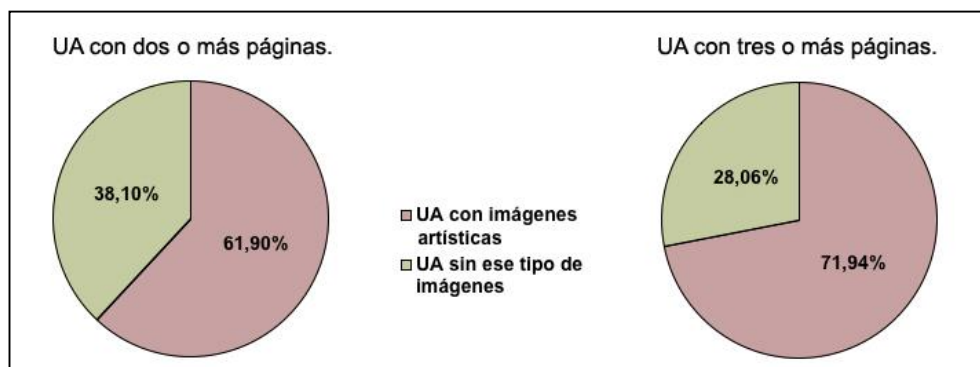 UA con dos o más páginas.
UA con tres o más páginas.
38,10%
61,90%
UA con imágenes
artísticas
UA sin ese tipo de
imágenes
28,06%
71,94%